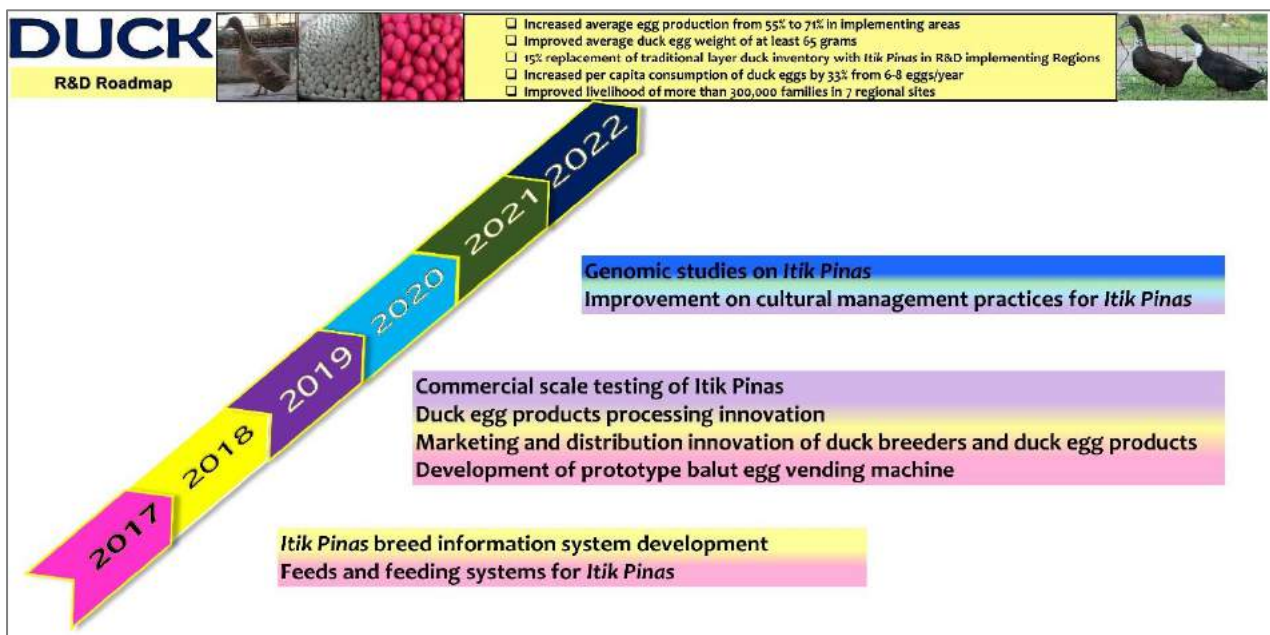 DUCK
R&D Roadmap
❑ Increased average egg production from 55% to 71% in implementing areas
❑ Improved average duck egg weight of at least 65 grams
❑ 15% replacement of traditional layer duck inventory with Itik Pinas in R&D implementing Regions
❑ Increased per capita consumption of duck eggs by 33% from 6-8 eggs/year
❑ Improved livelihood of more than 300,000 families in 7 regional sites
2022
2021
2020
2019
2018
2017
Genomic studies on Itik Pinas
Improvement on cultural management practices for Itik Pinas
Commercial scale testing of Itik Pinas
Duck egg products processing innovation
Marketing and distribution innovation of duck breeders and duck egg products
Development of prototype balut egg vending machine
Itik Pinas breed information system development
Feeds and feeding systems for Itik Pinas